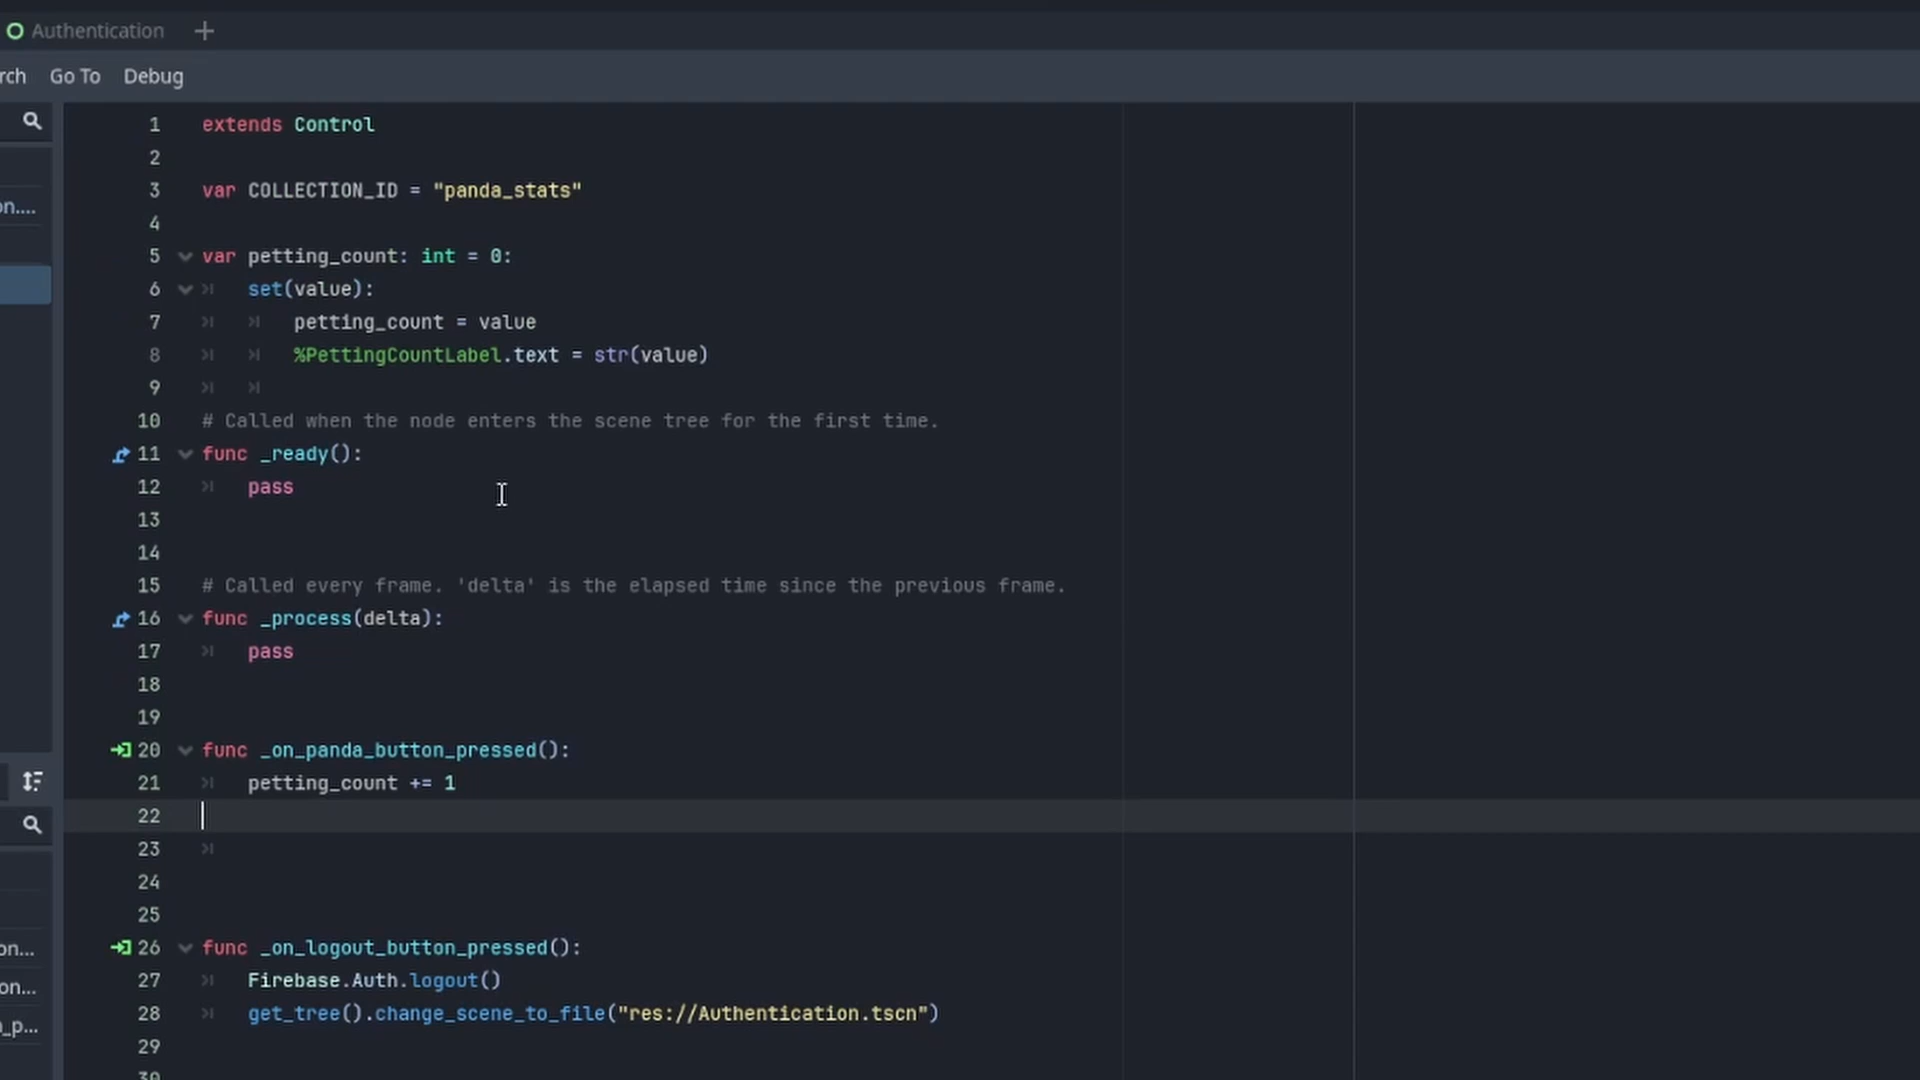 Authentication +
rch Go To Debug
1 extends Control
2
3 var COLLECTION_ID = "panda_stats"
4
on....
5 var petting_count: int = 0:
6 set(value):
7 petting_count = value
8 %PettingCountLabel.text = str(value)
9
10 # Called when the node enters the scene tree for the first time.
11 func _ready():
12 pass
13
14
15 # Called every frame. 'delta' is the elapsed time since the previous frame.
16 func _process(delta):
17 pass
18
19
20 func _on_panda_button_pressed():
21 petting_count += 1
22
23
24
25
26 func _on_logout_button_pressed():
on...
27 Firebase.Auth.logout()
on...
28 get_tree().change_scene_to_file("res://Authentication.tscn")
_p...
29
30